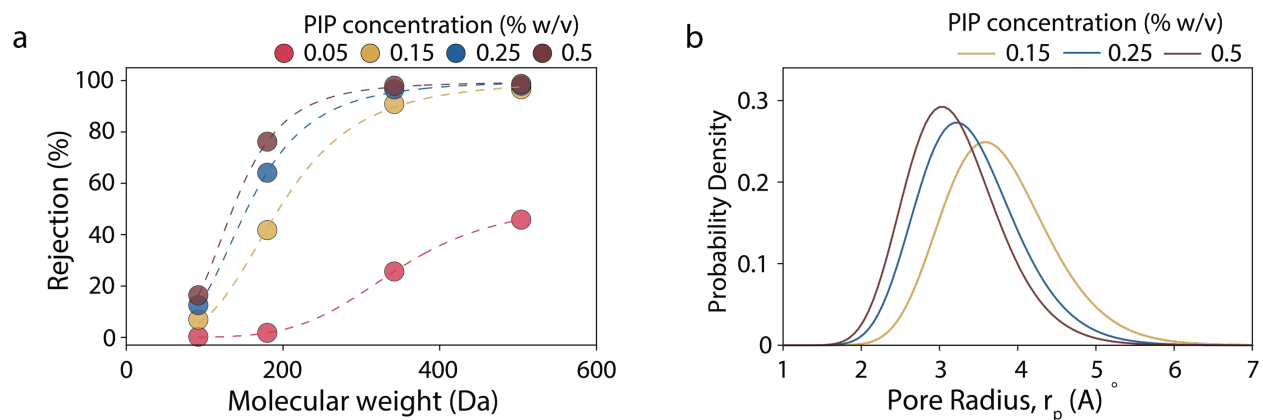 a
PIP concentration (% w/v)
0.05 0.15 0.25 0.5
100
80
60
40
20
0
Rejection (%)
0 200 400 600
Molecular weight (Da)
b
PIP concentration (% w/v)
0.15 0.25 0.5
0.3
0.2
0.1
0
Probability Density
1 2 3 4 5 6 7
Pore Radius, rp (A) °